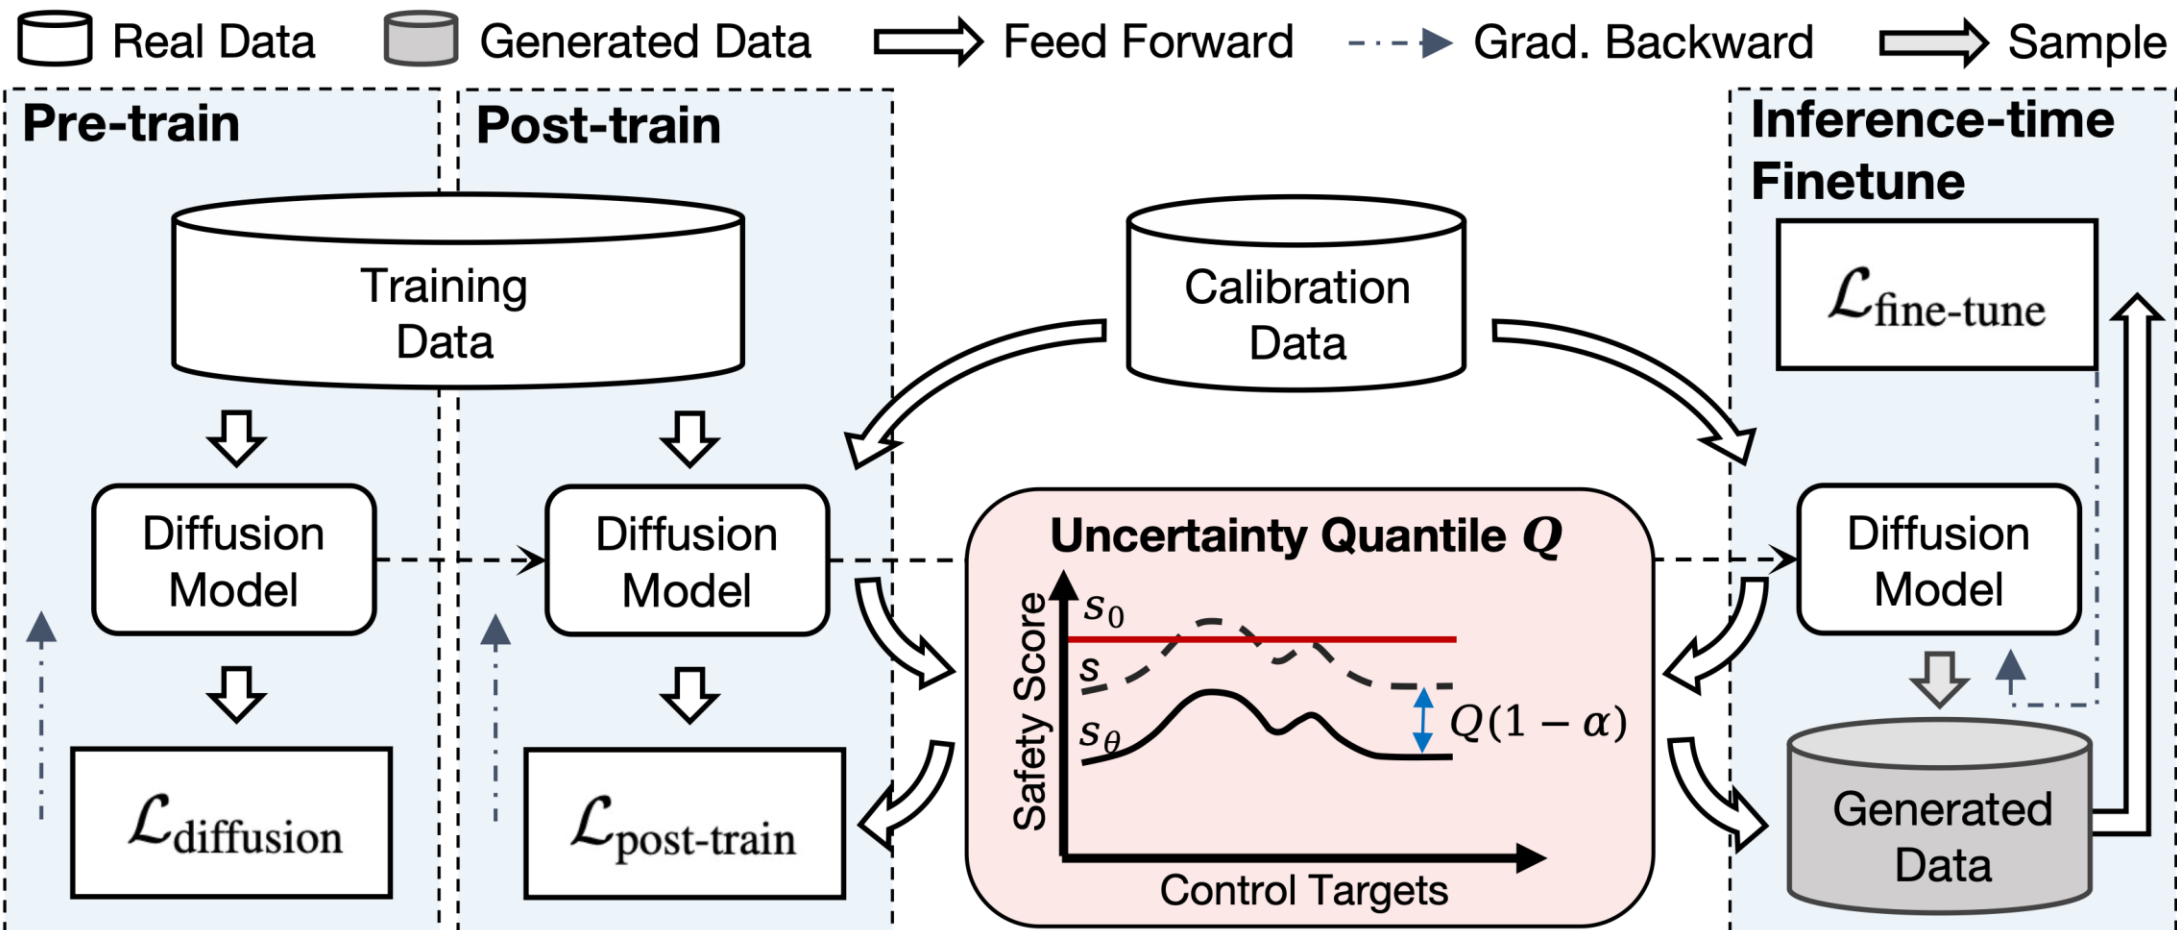 Real Data
Generated Data
Feed Forward
Grad. Backward
Sample
Pre-train
Post-train
Inference-time
Finetune
Training
Data
Calibration
Data
ℒfine-tune
Diffusion
Model
Diffusion
Model
Uncertainty Quantile Q
Diffusion
Model
Safety Score
s₀
s
sθ
Q(1 − α)
Control Targets
ℒdiffusion
ℒpost-train
Generated
Data